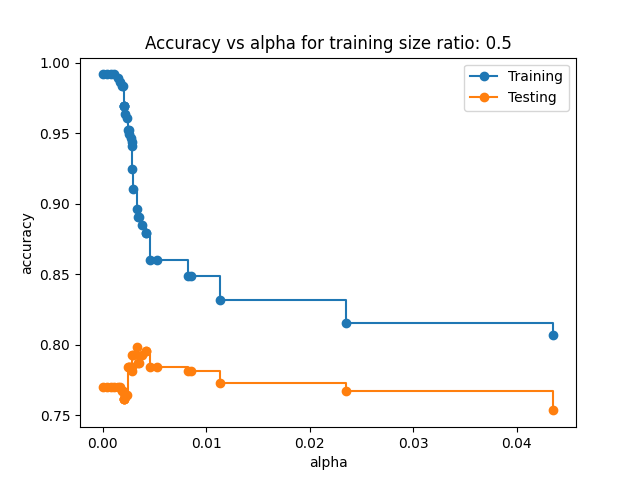 Accuracy vs alpha for training size ratio: 0.5
Training
Testing
accuracy
1.00
0.95
0.90
0.85
0.80
0.75
0.00 0.01 0.02 0.03 0.04
alpha